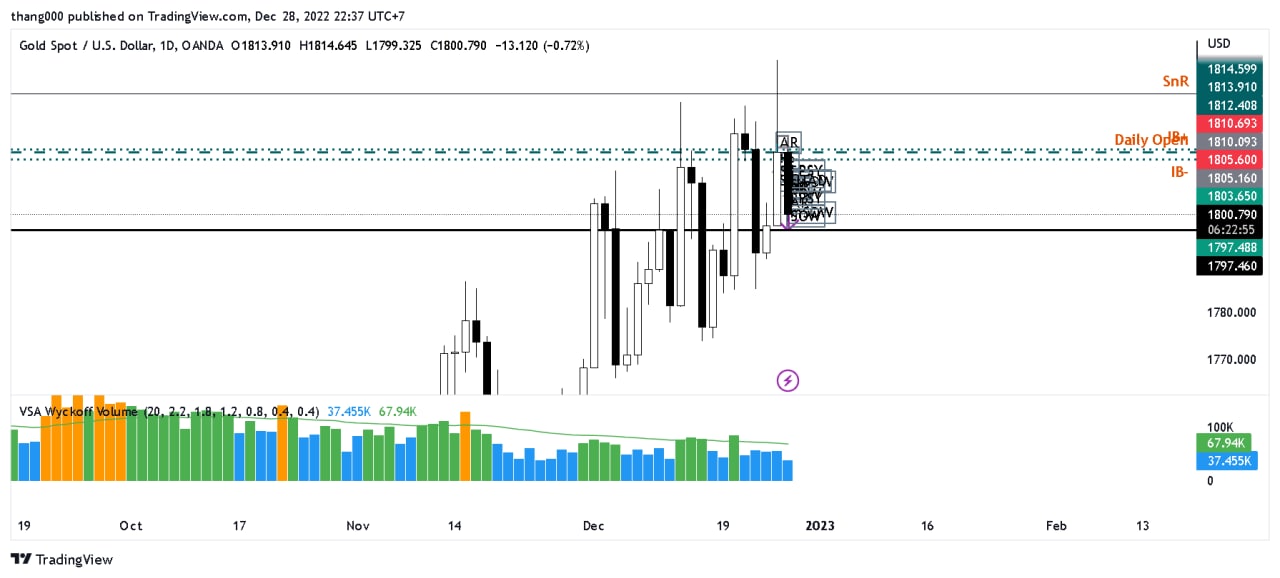 thang000 published on TradingView.com, Dec 28, 2022 22:37 UTC+7
Gold Spot / U.S. Dollar, 1D, OANDA O1813.910 H1814.645 L1799.325 C1800.790 −13.120 (−0.72%)
USD
1814.599
SnR
1813.910
1812.408
1810.693
IB+
Daily Open
1810.093
AR
1805.600
IB-
1805.160
1803.650
1800.790
SOW
06:22:55
1797.488
1797.460
1780.000
1770.000
VSA Wyckoff Volume (20, 2.2, 1.8, 1.2, 0.8, 0.4, 0.4) 37.455K 67.94K
100K
67.94K
37.455K
0
19 Oct 17 Nov 14 Dec 19 2023 16 Feb 13
TradingView